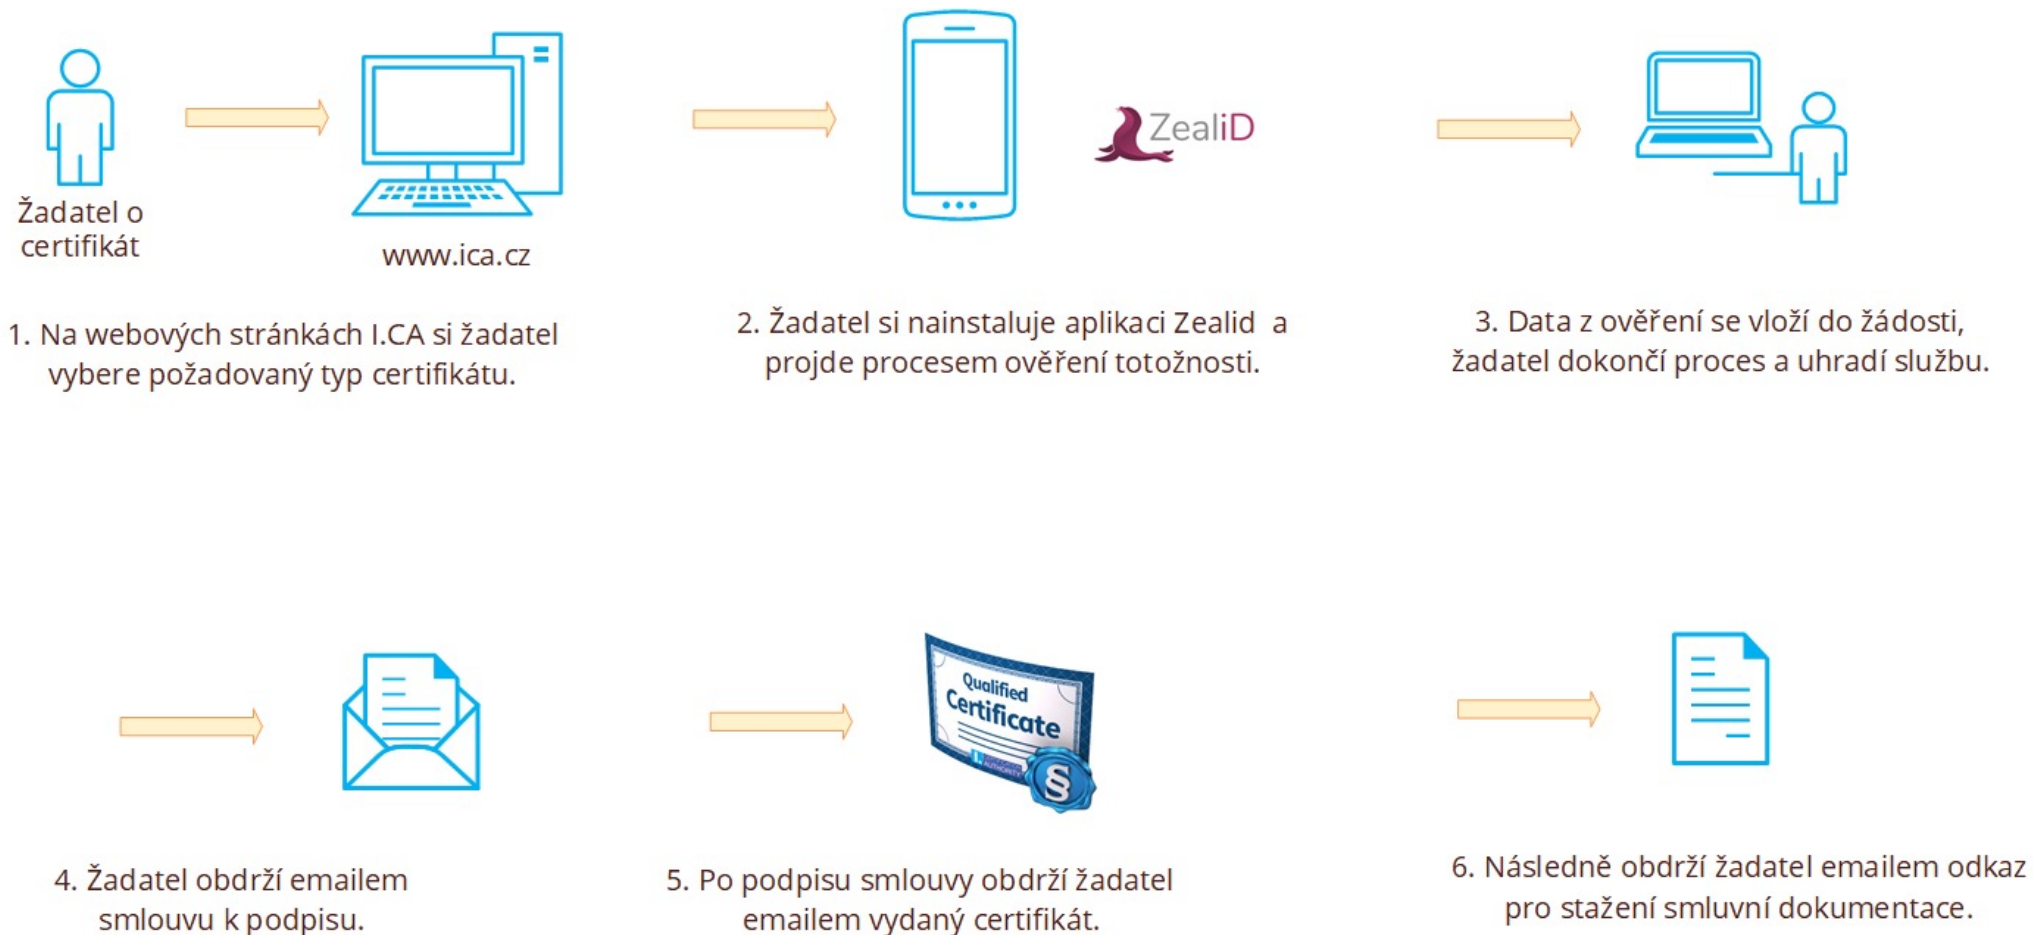 Žadatel o
certifikát
www.ica.cz
ZealiD
1. Na webových stránkách I.CA si žadatel
vybere požadovaný typ certifikátu.
2. Žadatel si nainstaluje aplikaci Zealid a
projde procesem ověření totožnosti.
3. Data z ověření se vloží do žádosti,
žadatel dokončí proces a uhradí službu.
Qualified
Certificate
AUTHORITY
§
4. Žadatel obdrží emailem
smlouvu k podpisu.
5. Po podpisu smlouvy obdrží žadatel
emailem vydaný certifikát.
6. Následně obdrží žadatel emailem odkaz
pro stažení smluvní dokumentace.